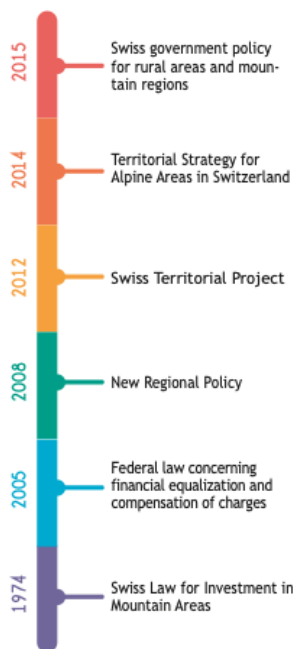 2015
Swiss government policy
for rural areas and moun-
tain regions
2014
Territorial Strategy for
Alpine Areas in Switzerland
2012
Swiss Territorial Project
2008
New Regional Policy
2005
Federal law concerning
financial equalization and
compensation of charges
1974
Swiss Law for Investment in
Mountain Areas